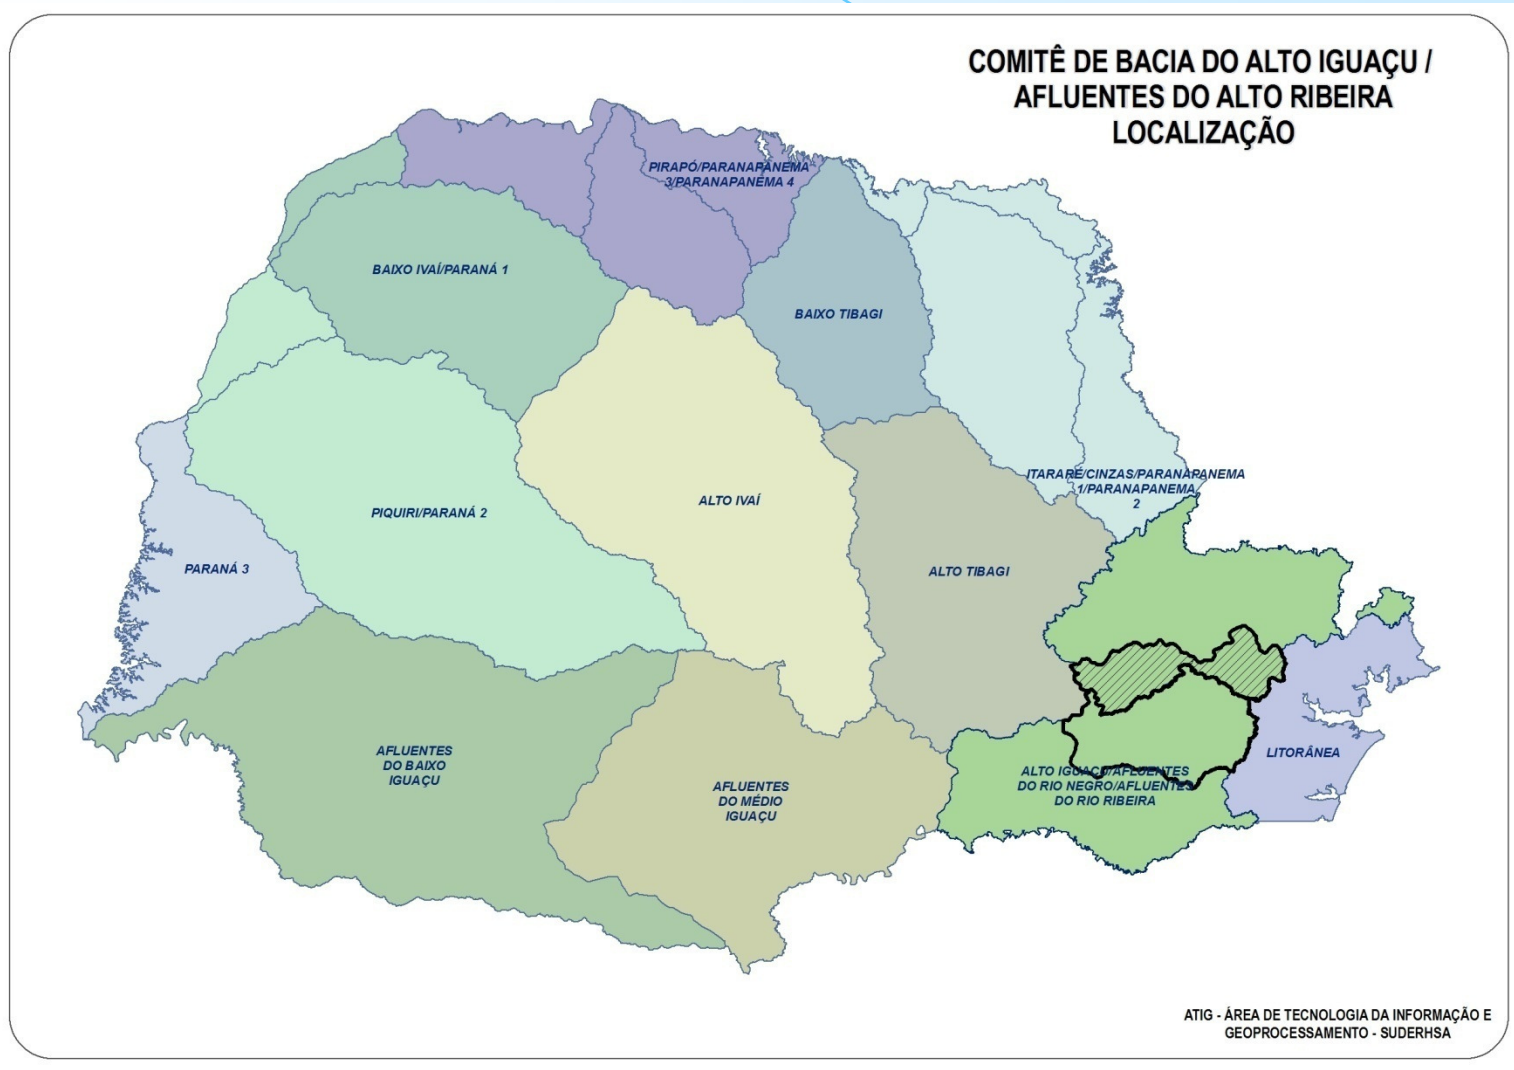 COMITÊ DE BACIA DO ALTO IGUAÇU /
AFLUENTES DO ALTO RIBEIRA
LOCALIZAÇÃO
PIRAPÓ/PARANAPANEMA
3/PARANAPANEMA 4
BAIXO IVAÍ/PARANÁ 1
BAIXO TIBAGI
ITARARÉ/CINZAS/PARANAPANEMA
1/PARANAPANEMA
2
ALTO IVAÍ
PIQUIRI/PARANÁ 2
PARANÁ 3
ALTO TIBAGI
AFLUENTES
DO BAIXO
IGUAÇU
AFLUENTES
DO MÉDIO
IGUAÇU
ALTO IGUAÇU/AFLUENTES
DO RIO NEGRO/AFLUENTES
DO RIO RIBEIRA
LITORÂNEA
ATIG - ÁREA DE TECNOLOGIA DA INFORMAÇÃO E
GEOPROCESSAMENTO - SUDERHSA